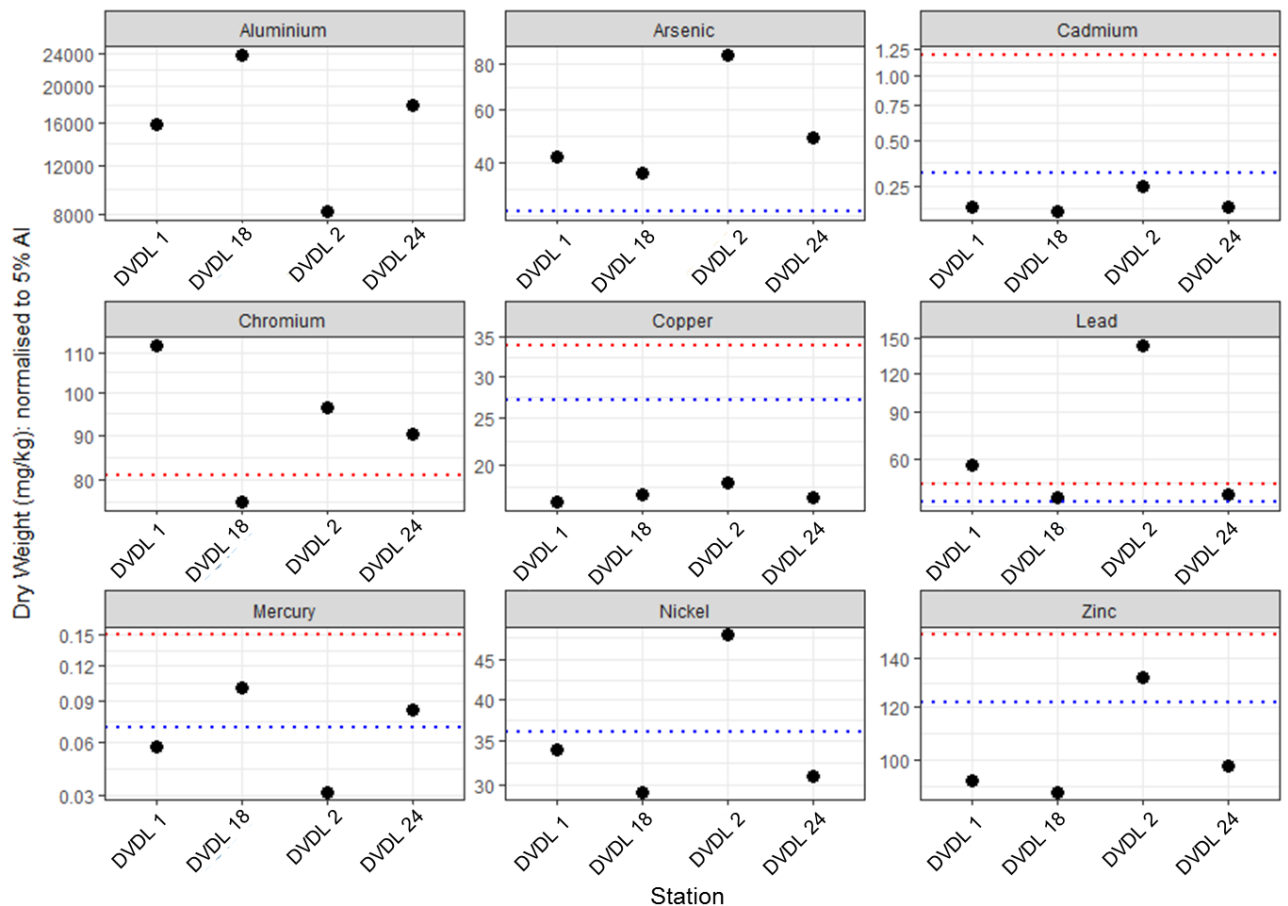 Dry Weight (mg/kg): normalised to 5% Al
Aluminium
24000
20000
16000
12000
8000
DVDL 1
DVDL 18
DVDL 2
DVDL 24
Arsenic
80
60
40
DVDL 1
DVDL 18
DVDL 2
DVDL 24
Cadmium
1.25
1.00
0.75
0.50
0.25
DVDL 1
DVDL 18
DVDL 2
DVDL 24
Chromium
110
100
90
80
DVDL 1
DVDL 18
DVDL 2
DVDL 24
Copper
35
30
25
20
DVDL 1
DVDL 18
DVDL 2
DVDL 24
Lead
150
120
90
60
DVDL 1
DVDL 18
DVDL 2
DVDL 24
Mercury
0.15
0.12
0.09
0.06
0.03
DVDL 1
DVDL 18
DVDL 2
DVDL 24
Nickel
45
40
35
30
DVDL 1
DVDL 18
DVDL 2
DVDL 24
Zinc
140
120
100
DVDL 1
DVDL 18
DVDL 2
DVDL 24
Station